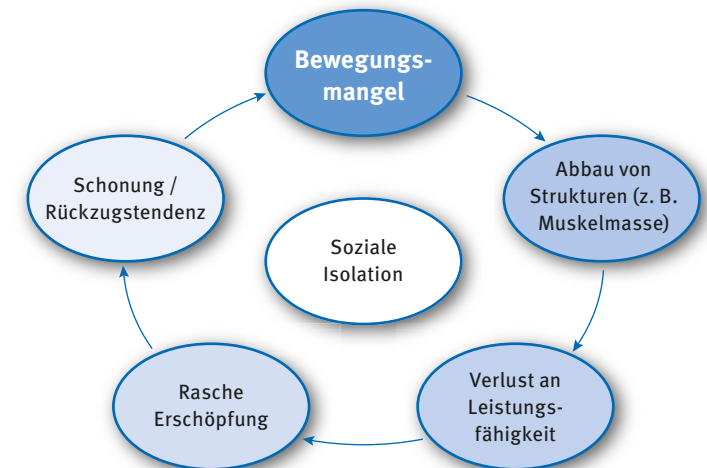 Bewegungs-
mangel
Abbau von
Strukturen (z. B.
Muskelmasse)
Verlust an
Leistungs-
fähigkeit
Rasche
Erschöpfung
Schonung /
Rückzugstendenz
Soziale
Isolation